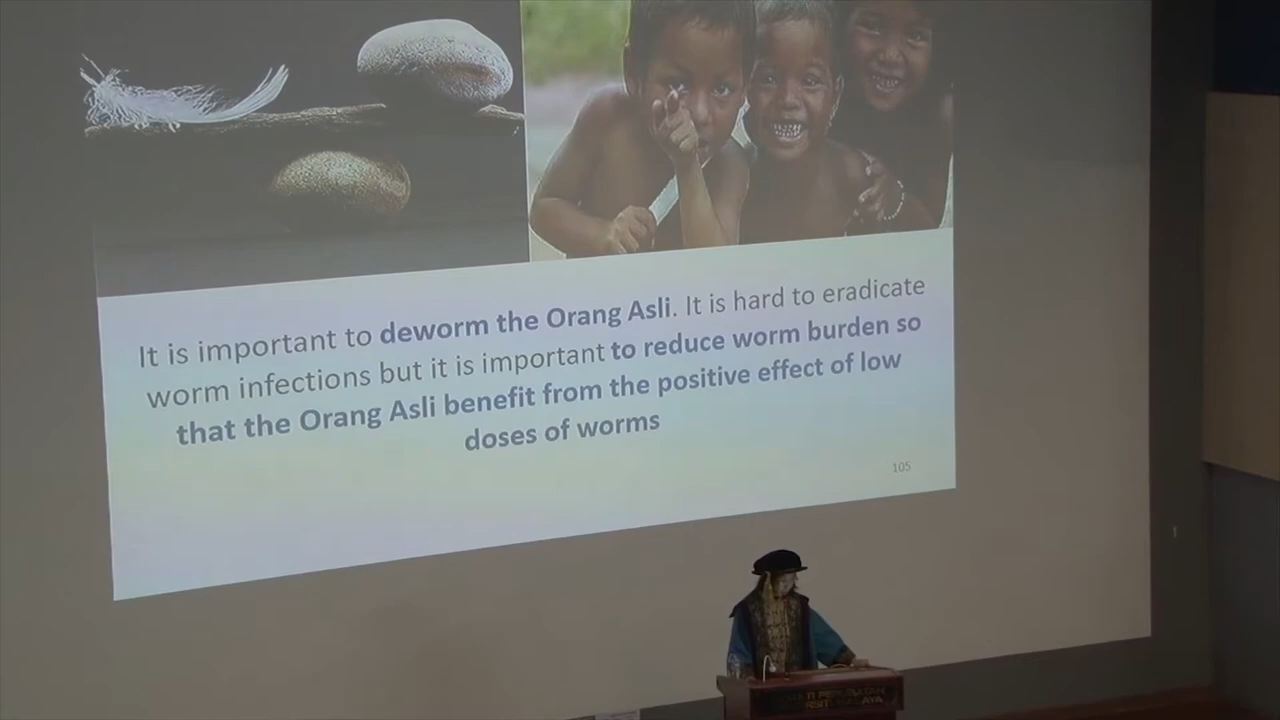 It is important to deworm the Orang Asli. It is hard to eradicate
worm infections but it is important to reduce worm burden so
that the Orang Asli benefit from the positive effect of low
doses of worms
105